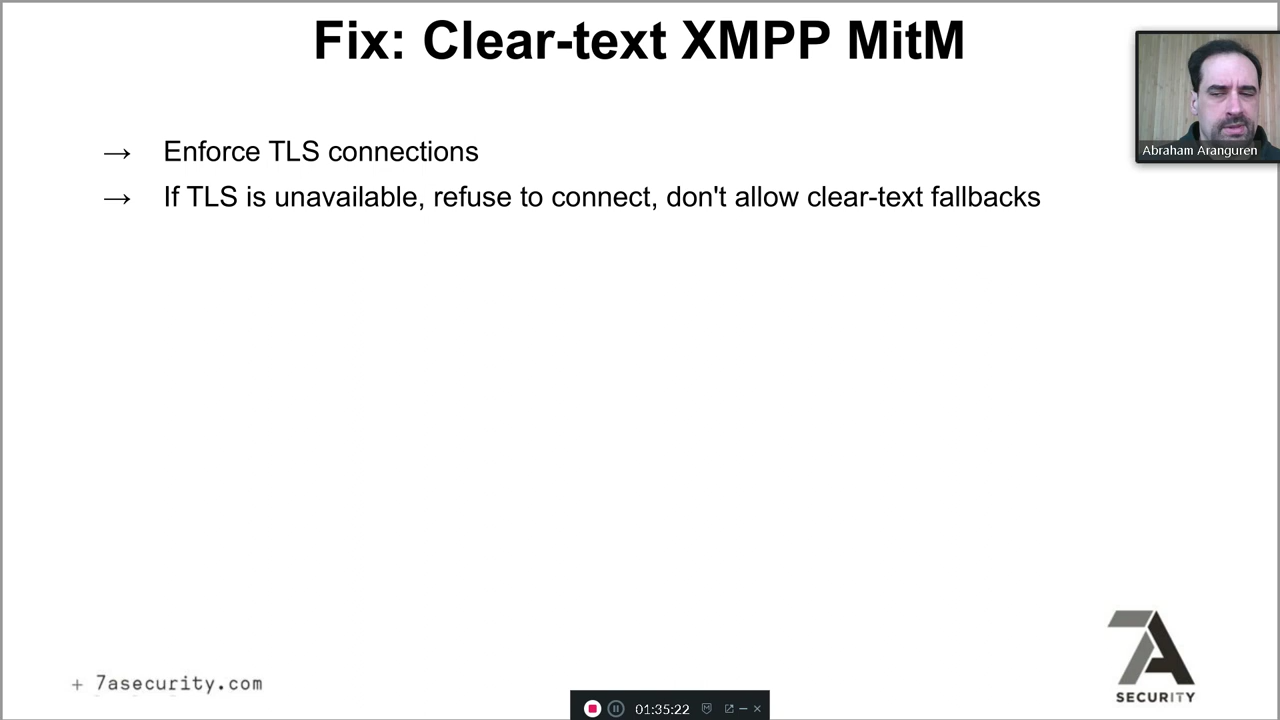 Fix: Clear-text XMPP MitM
Abraham Aranguren
→ Enforce TLS connections
→ If TLS is unavailable, refuse to connect, don't allow clear-text fallbacks
+ 7asecurity.com
7A
SECURITY
01:35:22